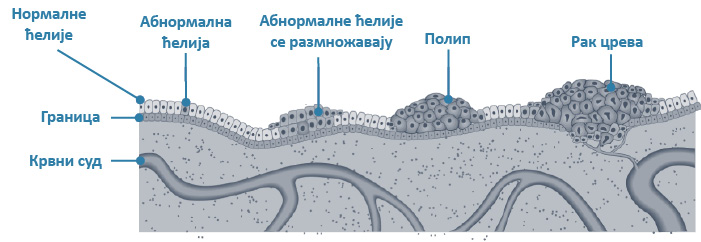 Нормалне
ћелије
Абнормална
ћелија
Абнормалне ћелије
се размножавају
Полип
Рак црева
Граница
Крвни суд